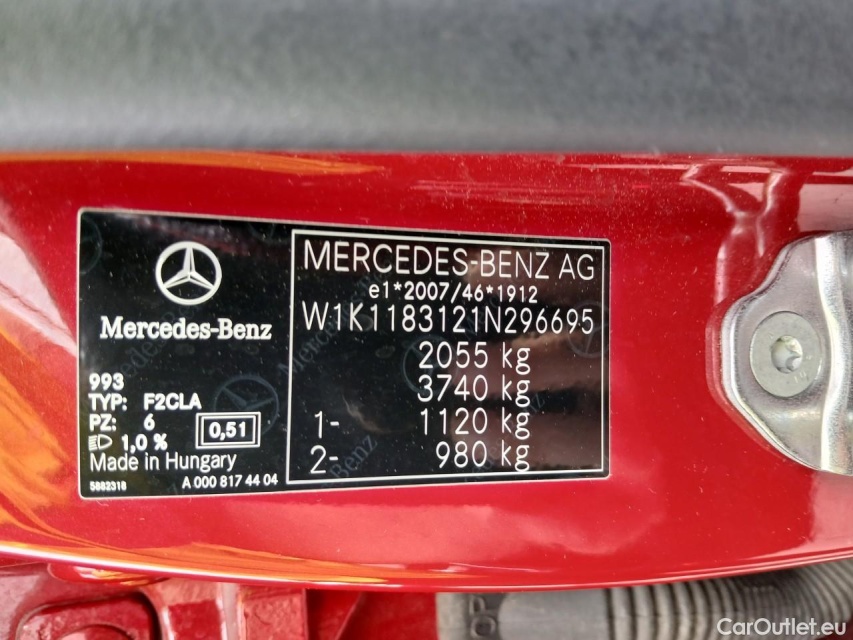 Mercedes-Benz
993
TYP: F2CLA
PZ: 6
1,0 %
0,51
Made in Hungary
5882318
A 000 817 44 04
MERCEDES-BENZ AG
e1*2007/46*1912
W1K1183121N296695
2055 kg
3740 kg
1- 1120 kg
2- 980 kg
CarOutlet.eu